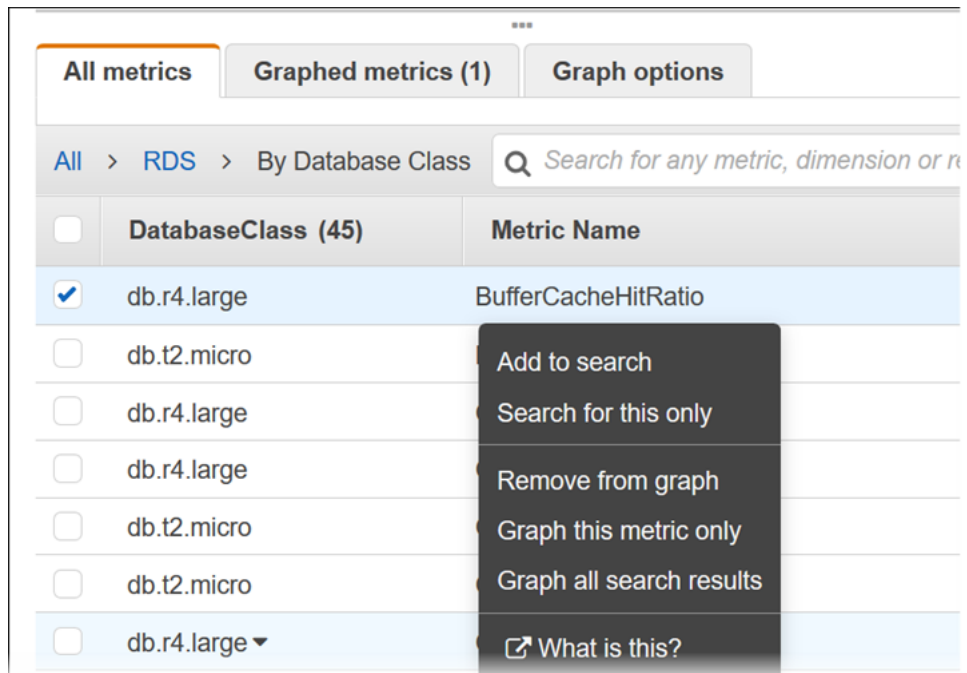 All metrics Graphed metrics (1) Graph options
All > RDS > By Database Class Search for any metric, dimension or re
DatabaseClass (45) Metric Name
db.r4.large BufferCacheHitRatio
db.t2.micro
Add to search
db.r4.large
Search for this only
db.r4.large
Remove from graph
db.t2.micro
Graph this metric only
db.t2.micro
Graph all search results
db.r4.large
What is this?